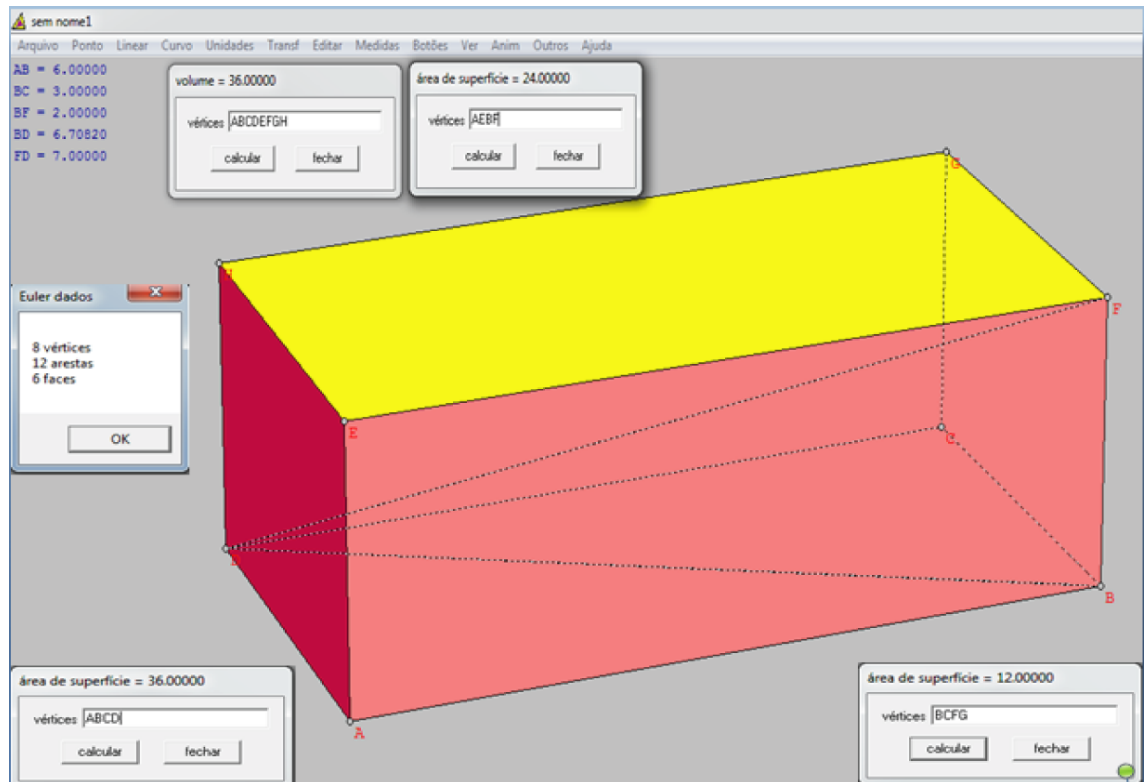 sem nome1
Arquivo Ponto Linear Curvo Unidades Transf Editar Medidas Botões Ver Anim Outros Ajuda
AB = 6.00000
BC = 3.00000
BF = 2.00000
BD = 6.70820
FD = 7.00000
volume = 36.00000
vértices ABCDEFGH
calcular fechar
área de superfície = 24.00000
vértices AEBF
calcular fechar
G
H
F
Euler dados
8 vértices
12 arestas
6 faces
OK
E
C
D
B
A
área de superfície = 36.00000
vértices ABCD
calcular fechar
área de superfície = 12.00000
vértices BCFG
calcular fechar